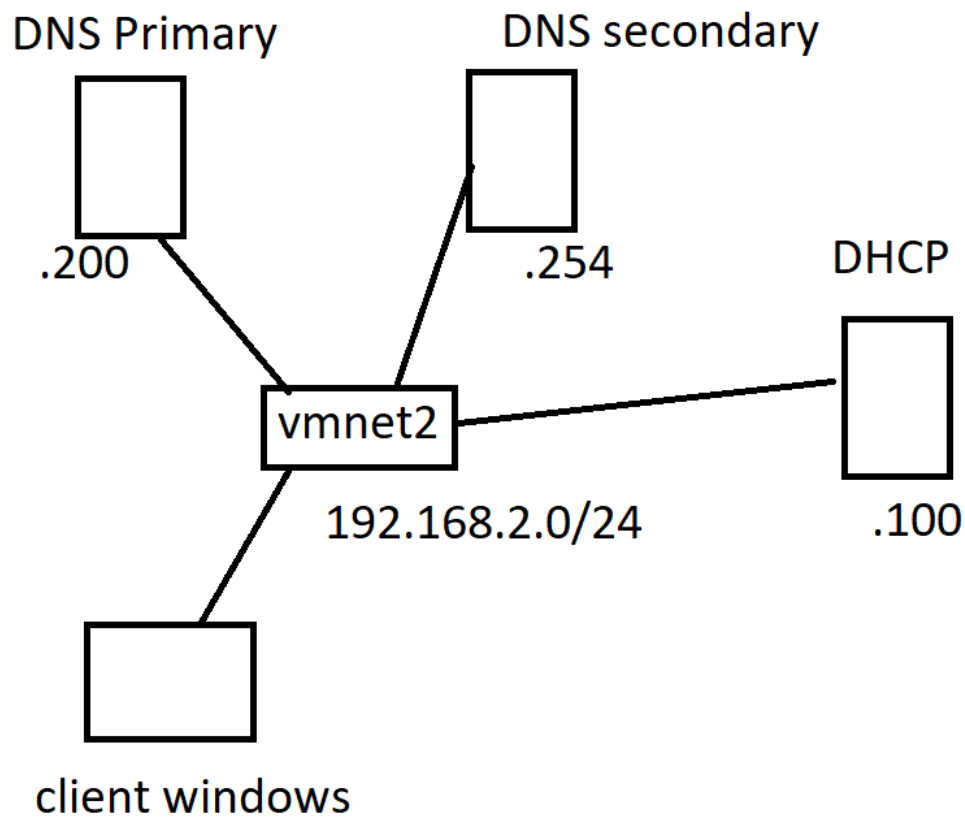 DNS Primary
DNS secondary
.200
.254
DHCP
vmnet2
192.168.2.0/24
.100
client windows